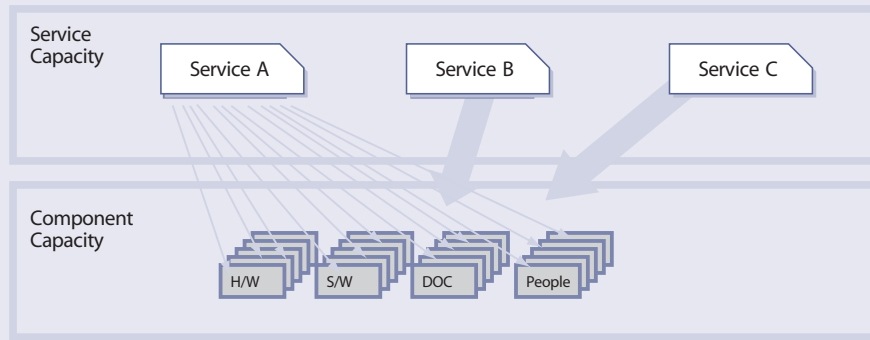 Service
Capacity
Service A
Service B
Service C
Component
Capacity
H/W
S/W
DOC
People